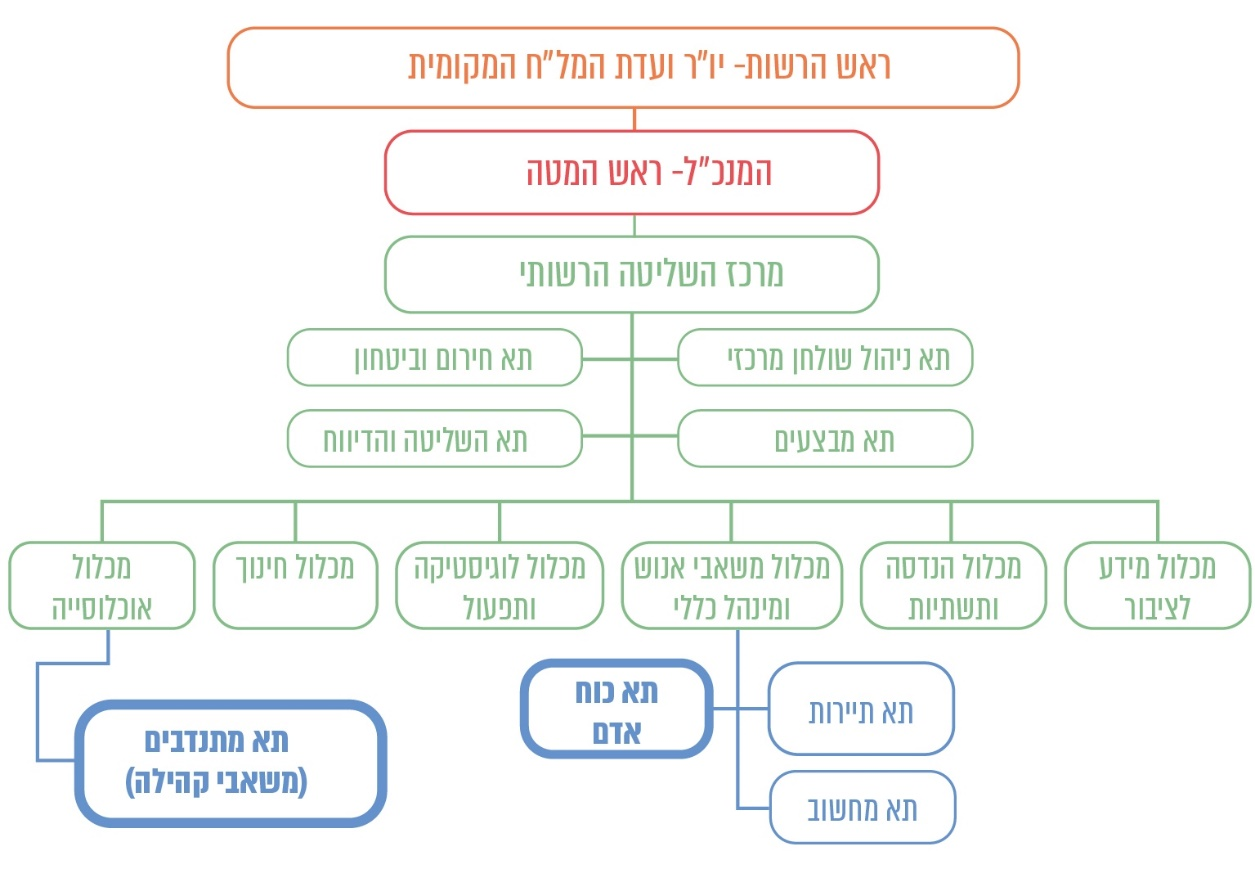 ראש הרשות- יו"ר ועדת המל"ח המקומית
המנכ"ל- ראש המטה
מרכז השליטה הרשותי
תא ניהול שולחן מרכזי
תא חירום וביטחון
תא מבצעים
תא השליטה והדיווח
מכלול מידע
לציבור
מכלול הנדסה
ותשתיות
מכלול משאבי אנוש
ומינהל כללי
מכלול לוגיסטיקה
ותפעול
מכלול חינוך
מכלול
אוכלוסייה
תא תיירות
תא כוח
אדם
תא מחשוב
תא מתנדבים
(משאבי קהילה)